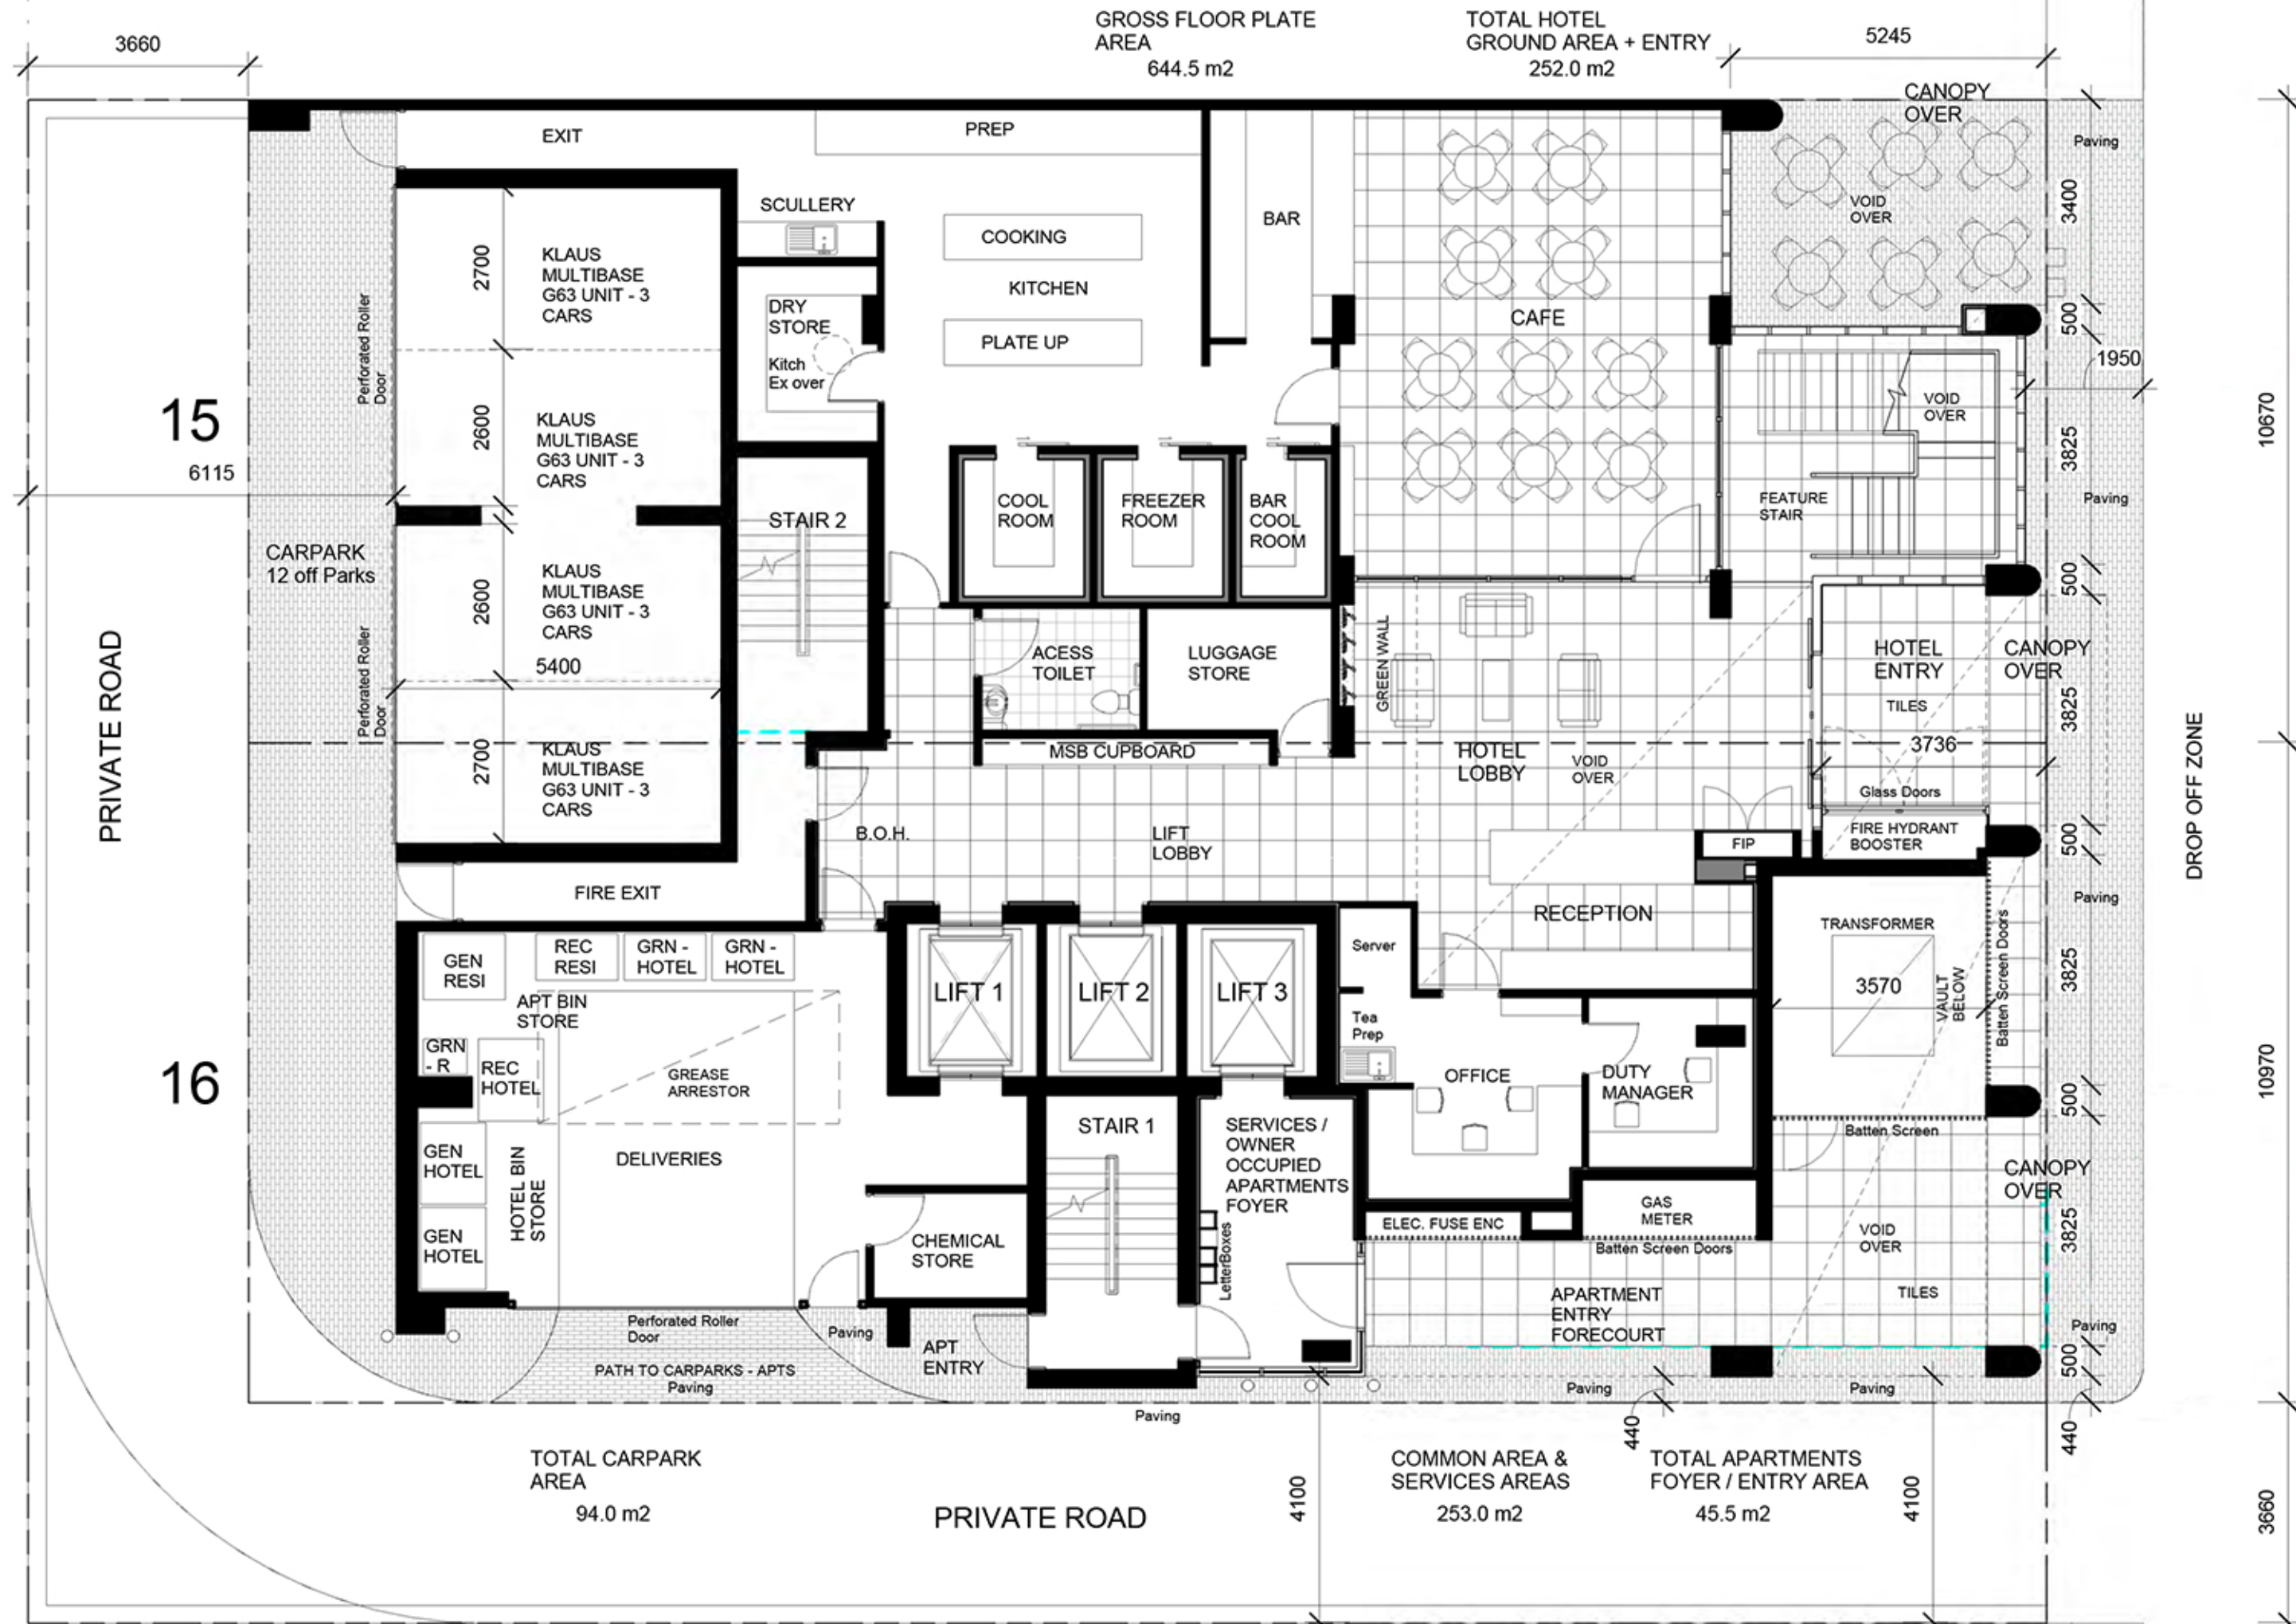 GROSS FLOOR PLATE
AREA
644.5 m2
TOTAL HOTEL
GROUND AREA + ENTRY
252.0 m2
3660
5245
CANOPY
OVER
Paving
EXIT
PREP
SCULLERY
COOKING
KITCHEN
PLATE UP
BAR
CAFE
VOID
OVER
3400
500
1950
10670
2700
KLAUS
MULTIBASE
G63 UNIT - 3
CARS
DRY
STORE
Kitch
Ex over
Perforated Roller
Door
15
6115
2600
KLAUS
MULTIBASE
G63 UNIT - 3
CARS
VOID
OVER
3825
Paving
FEATURE
STAIR
STAIR 2
COOL
ROOM
FREEZER
ROOM
BAR
COOL
ROOM
CARPARK
12 off Parks
2600
KLAUS
MULTIBASE
G63 UNIT - 3
CARS
5400
500
PRIVATE ROAD
Perforated Roller
Door
ACESS
TOILET
LUGGAGE
STORE
GREEN WALL
HOTEL
ENTRY
TILES
CANOPY
OVER
3825
2700
KLAUS
MULTIBASE
G63 UNIT - 3
CARS
MSB CUPBOARD
HOTEL
LOBBY
VOID
OVER
3736
Glass Doors
DROP OFF ZONE
B.O.H.
LIFT
LOBBY
FIP
FIRE HYDRANT
BOOSTER
500
FIRE EXIT
RECEPTION
TRANSFORMER
3570
VAULT
BELOW
Batten Screen Doors
Paving
3825
GEN
RESI
REC
RESI
GRN -
HOTEL
GRN -
HOTEL
APT BIN
STORE
LIFT 1
LIFT 2
LIFT 3
Server
Tea
Prep
16
GRN
- R
REC
HOTEL
GREASE
ARRESTOR
OFFICE
DUTY
MANAGER
500
10970
Batten Screen
DELIVERIES
STAIR 1
SERVICES /
OWNER
OCCUPIED
APARTMENTS
FOYER
GEN
HOTEL
HOTEL BIN
STORE
GEN
HOTEL
CHEMICAL
STORE
LetterBoxes
ELEC. FUSE ENC
GAS
METER
Batten Screen Doors
CANOPY
OVER
VOID
OVER
3825
TILES
APARTMENT
ENTRY
FORECOURT
Perforated Roller
Door
Paving
APT
ENTRY
Paving
500
PATH TO CARPARKS - APTS
Paving
Paving
Paving
Paving
440
440
TOTAL CARPARK
AREA
94.0 m2
PRIVATE ROAD
4100
COMMON AREA &
SERVICES AREAS
253.0 m2
TOTAL APARTMENTS
FOYER / ENTRY AREA
45.5 m2
4100
3660